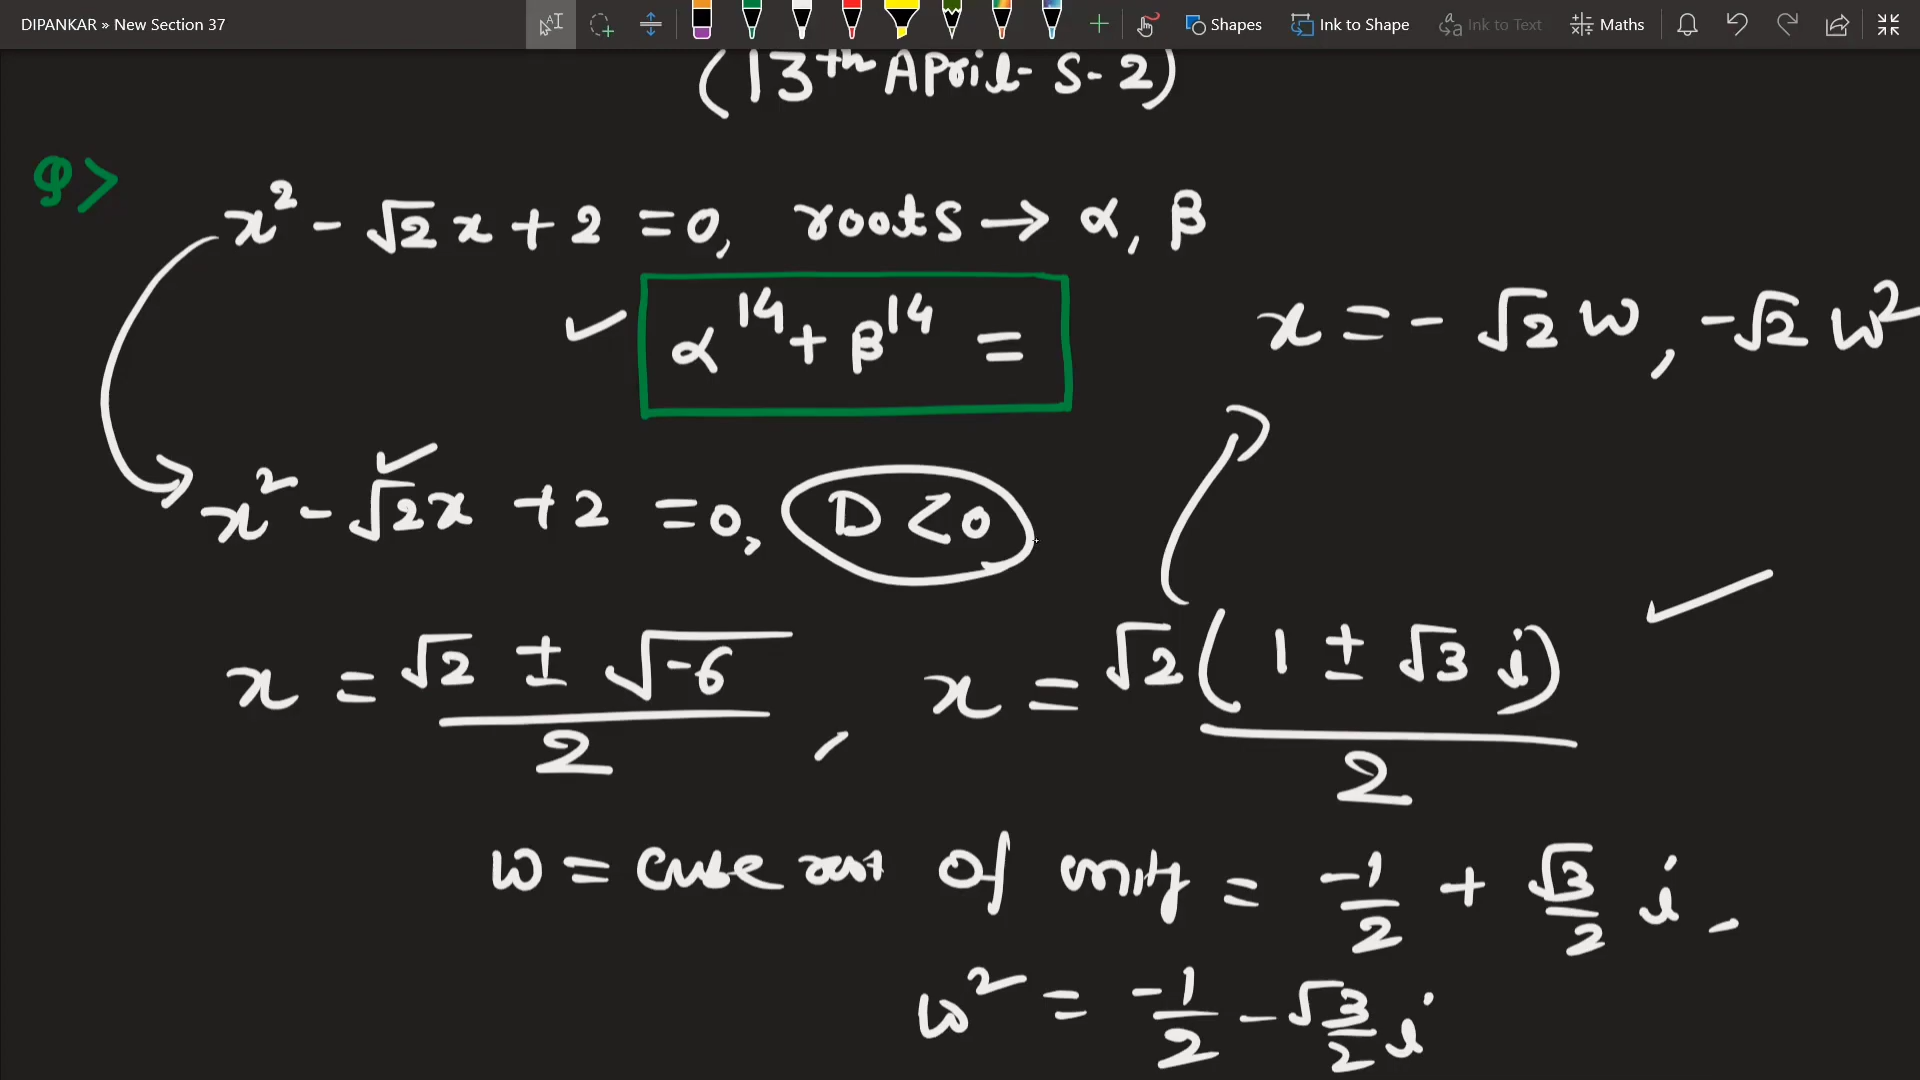 DIPANKAR » New Section 37
Shapes Ink to Shape Ink to Text Maths
(13th April- S-2)
Q>
x² - √2 x + 2 = 0, roots → α, β
α¹⁴ + β¹⁴ =
x = - √2 ω, -√2 ω²
x² - √2x + 2 = 0, D < 0
x = (√2 ± √-6)/2, x = √2(1 ± √3 i)/2
ω = cube root of unity = -1/2 + √3/2 i,
ω² = -1/2 - √3/2 i